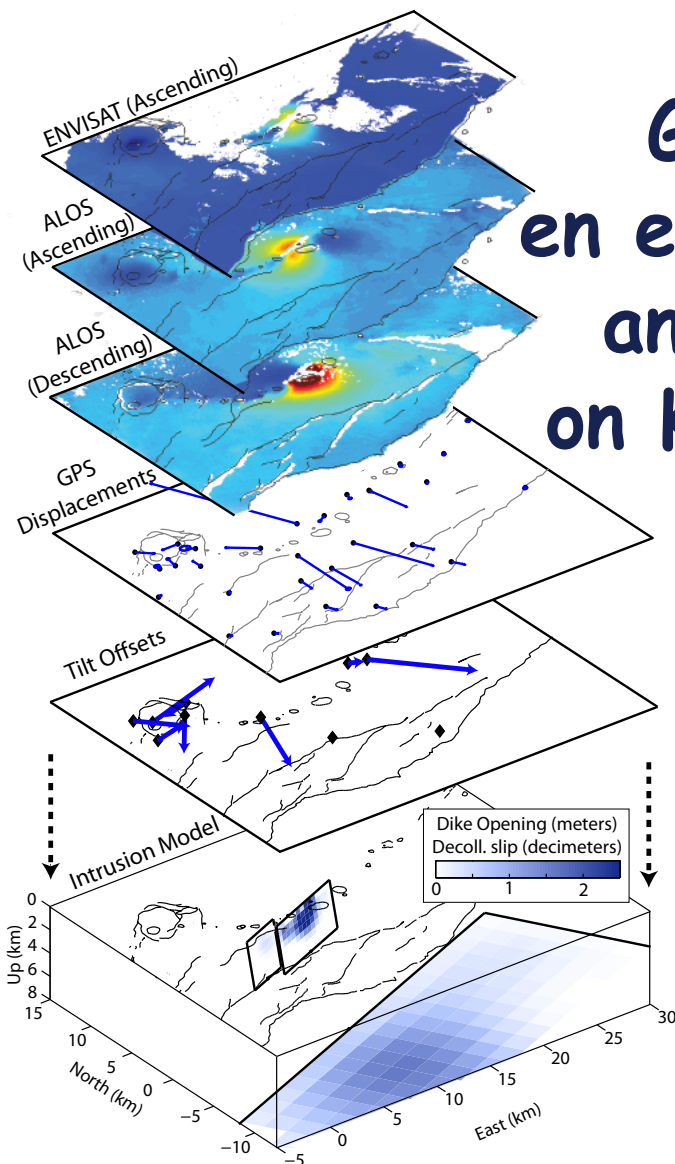 ENVISAT (Ascending)
G
en e
an
on
ALOS
(Ascending)
ALOS
(Descending)
GPS
Displacements
Tilt Offsets
Intrusion Model
Dike Opening (meters)
Decoll. slip (decimeters)
0 1 2
0
2
4
6
8
Up (km)
15
10
5
0
−5
−10
North (km)
−5
0
5
10
15
20
25
30
East (km)